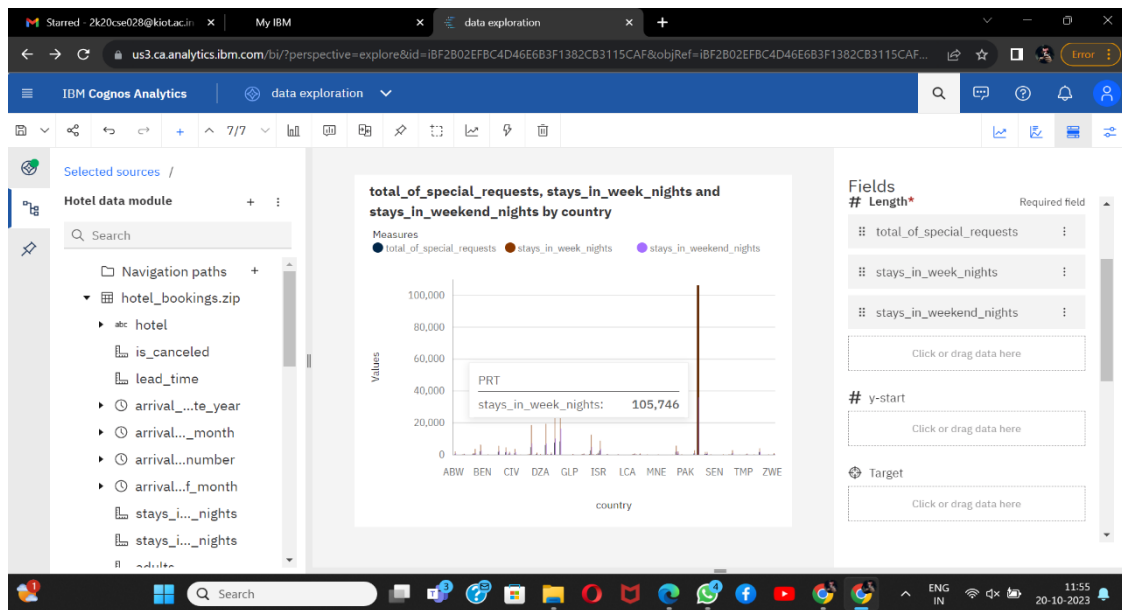 Starred - 2k20cse028@kiot.ac.in
My IBM
data exploration
us3.ca.analytics.ibm.com/bi/?perspective=explore&id=iBF2B02EFBC4D46E6B3F1382CB3115CAF&objRef=iBF2B02EFBC4D46E6B3F1382CB3115CAF...
Error
IBM Cognos Analytics
data exploration
7/7
Selected sources /
Hotel data module
Search
Navigation paths
hotel_bookings.zip
abc hotel
is_canceled
lead_time
arrival_...te_year
arrival..._month
arrival...number
arrival...f_month
stays_i..._nights
stays_i..._nights
adults
total_of_special_requests, stays_in_week_nights and
stays_in_weekend_nights by country
Measures
total_of_special_requests stays_in_week_nights stays_in_weekend_nights
100,000
80,000
60,000
40,000
20,000
0
Values
PRT
stays_in_week_nights: 105,746
ABW BEN CIV DZA GLP ISR LCA MNE PAK SEN TMP ZWE
country
Fields
# Length* Required field
total_of_special_requests
stays_in_week_nights
stays_in_weekend_nights
Click or drag data here
# y-start
Click or drag data here
Target
Click or drag data here
Search
ENG
IN
11:55
20-10-2023